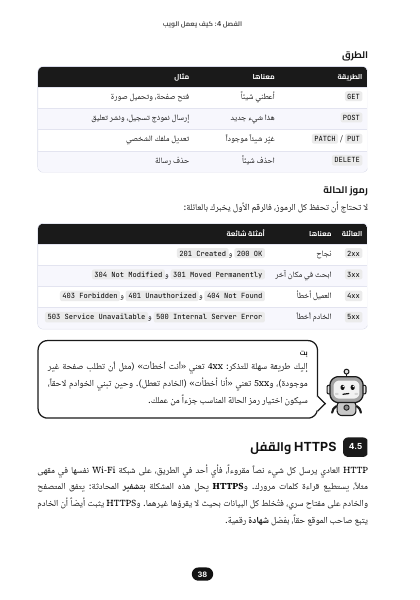 الفصل 4: كيف يعمل الويب
الطرق
الطريقة معناها مثال
GET أعطني شيئاً فتح صفحة، وتحميل صورة
POST هذا شيء جديد إرسال نموذج تسجيل، ونشر تعليق
PATCH / PUT غيّر شيئاً موجوداً تعديل ملفك الشخصي
DELETE احذف شيئاً حذف رسالة
رموز الحالة
لا تحتاج أن تحفظ كل الرموز، فالرقم الأول يخبرك بالعائلة:
العائلة معناها أمثلة شائعة
2xx نجاح 200 OK و 201 Created
3xx ابحث في مكان آخر 301 Moved Permanently و 304 Not Modified
4xx العميل أخطأ 404 Not Found و 401 Unauthorized و 403 Forbidden
5xx الخادم أخطأ 500 Internal Server Error و 503 Service Unavailable
بت
إليك طريقة سهلة للتذكر: 4xx تعني «أنت أخطأت» (مثل أن تطلب صفحة غير
موجودة)، و5xx تعني «أنا أخطأت» (الخادم تعطل). وحين تبني الخوادم لاحقاً،
سيكون اختيار رمز الحالة المناسب جزءاً من عملك.
4.5 HTTPS والقفل
HTTP العادي يرسل كل شيء نصاً مقروءاً، فأي أحد في الطريق، على شبكة Wi-Fi نفسها في مقهى
مثلاً، يستطيع قراءة كلمات مرورك. وHTTPS يحل هذه المشكلة بتشفير المحادثة: يتفق المتصفح
والخادم على مفتاح سري، فتُخلط كل البيانات بحيث لا يقرؤها غيرهما. وHTTPS يثبت أيضاً أن الخادم
يتبع صاحب الموقع حقاً، بفضل شهادة رقمية.
38